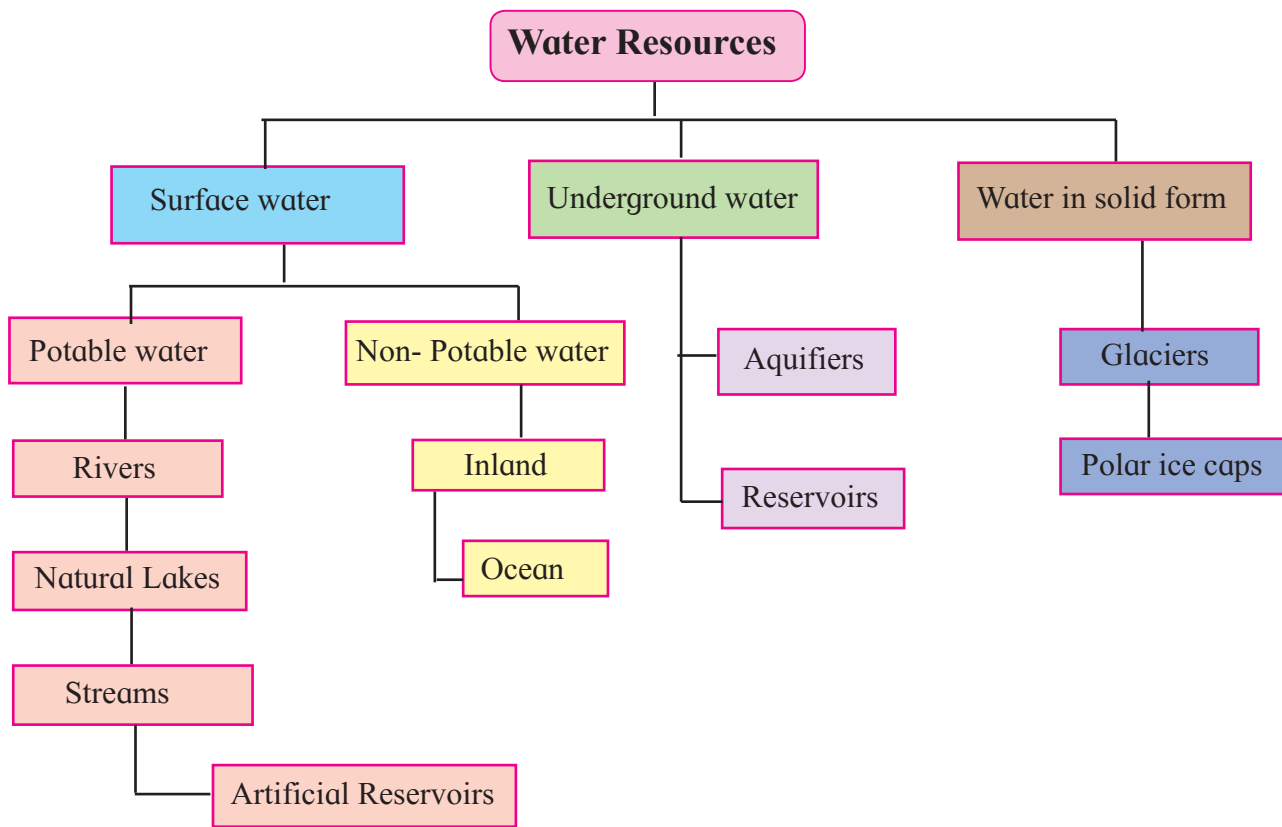 Water Resources
Surface water
Underground water
Water in solid form
Potable water
Non- Potable water
Aquifiers
Glaciers
Rivers
Inland
Reservoirs
Polar ice caps
Natural Lakes
Ocean
Streams
Artificial Reservoirs